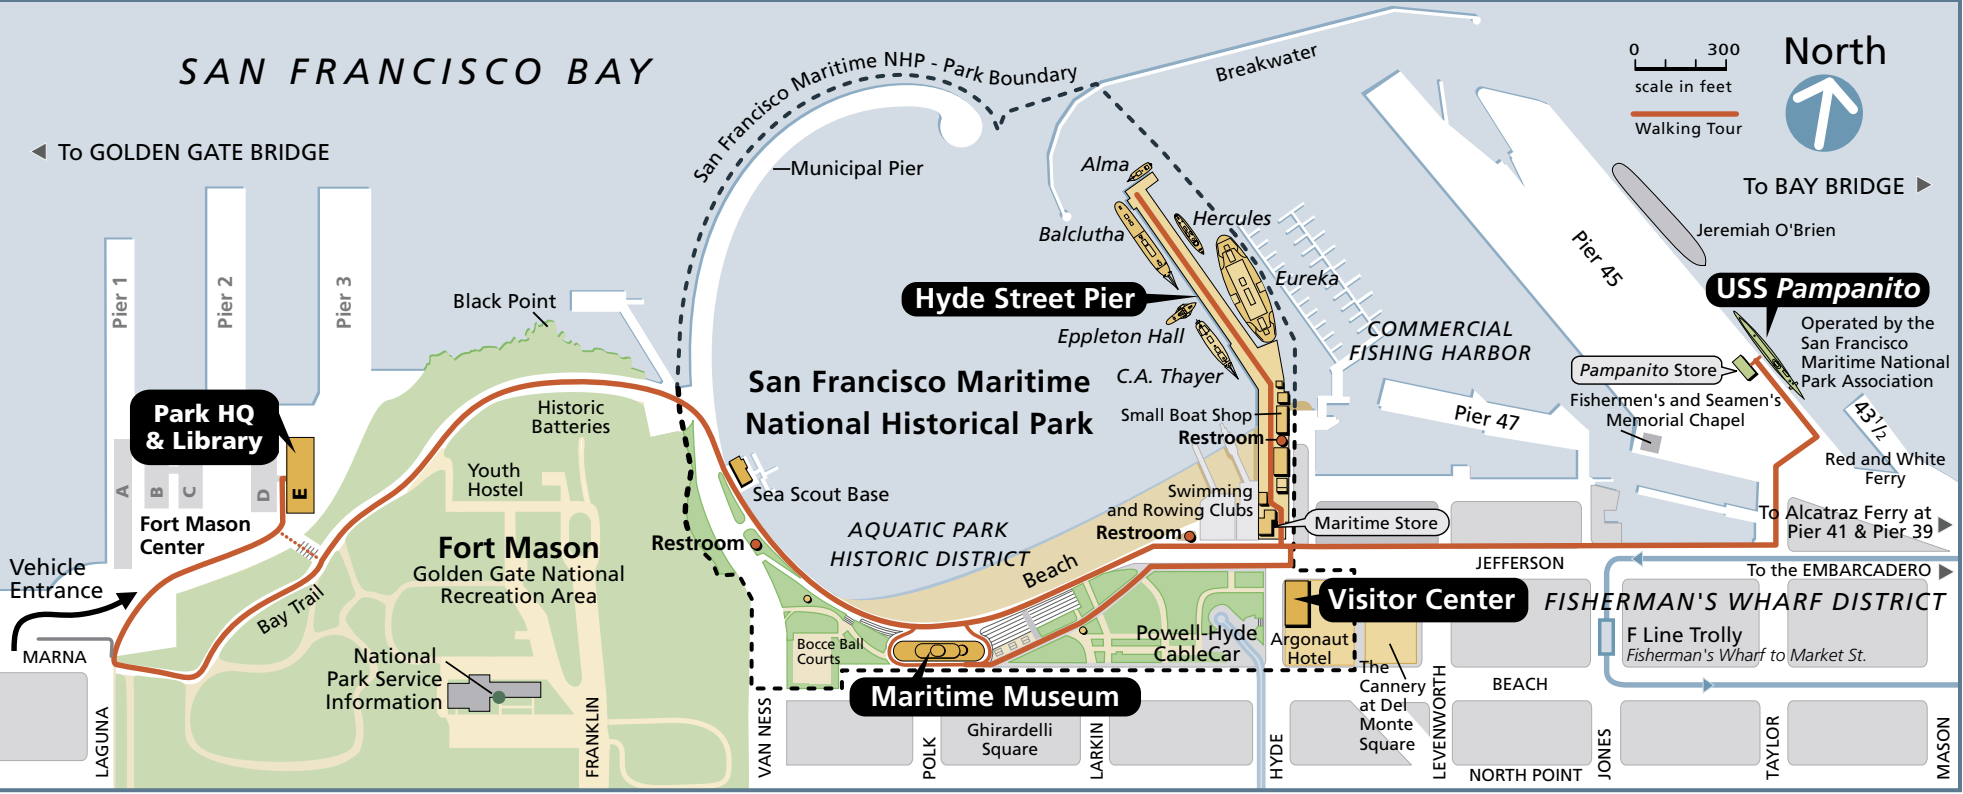 SAN FRANCISCO BAY
San Francisco Maritime NHP - Park Boundary
Breakwater
0 300
scale in feet
Walking Tour
North
To GOLDEN GATE BRIDGE
To BAY BRIDGE
Municipal Pier
Alma
Hercules
Balclutha
Eureka
Hyde Street Pier
Eppleton Hall
C.A. Thayer
Pier 1
Pier 2
Pier 3
Black Point
Pier 45
Jeremiah O'Brien
USS Pampanito
Operated by the
San Francisco
Maritime National
Park Association
COMMERCIAL
FISHING HARBOR
Pampanito Store
Fishermen's and Seamen's
Memorial Chapel
Pier 47
43½
Red and White
Ferry
San Francisco Maritime
National Historical Park
Small Boat Shop
Restroom
Park HQ
& Library
Historic
Batteries
Youth
Hostel
A
B
C
D
E
Fort Mason
Center
Sea Scout Base
Swimming
and Rowing Clubs
Restroom
Maritime Store
To Alcatraz Ferry at
Pier 41 & Pier 39
AQUATIC PARK
HISTORIC DISTRICT
Restroom
Fort Mason
Golden Gate National
Recreation Area
Vehicle
Entrance
Bay Trail
Beach
JEFFERSON
To the EMBARCADERO
Visitor Center
FISHERMAN'S WHARF DISTRICT
F Line Trolly
Fisherman's Wharf to Market St.
MARNA
National
Park Service
Information
Bocce Ball
Courts
Powell-Hyde
CableCar
Argonaut
Hotel
The
Cannery
at Del
Monte
Square
Maritime Museum
BEACH
Ghirardelli
Square
LAGUNA
FRANKLIN
VAN NESS
POLK
LARKIN
HYDE
LEVENWORTH
NORTH POINT
JONES
TAYLOR
MASON